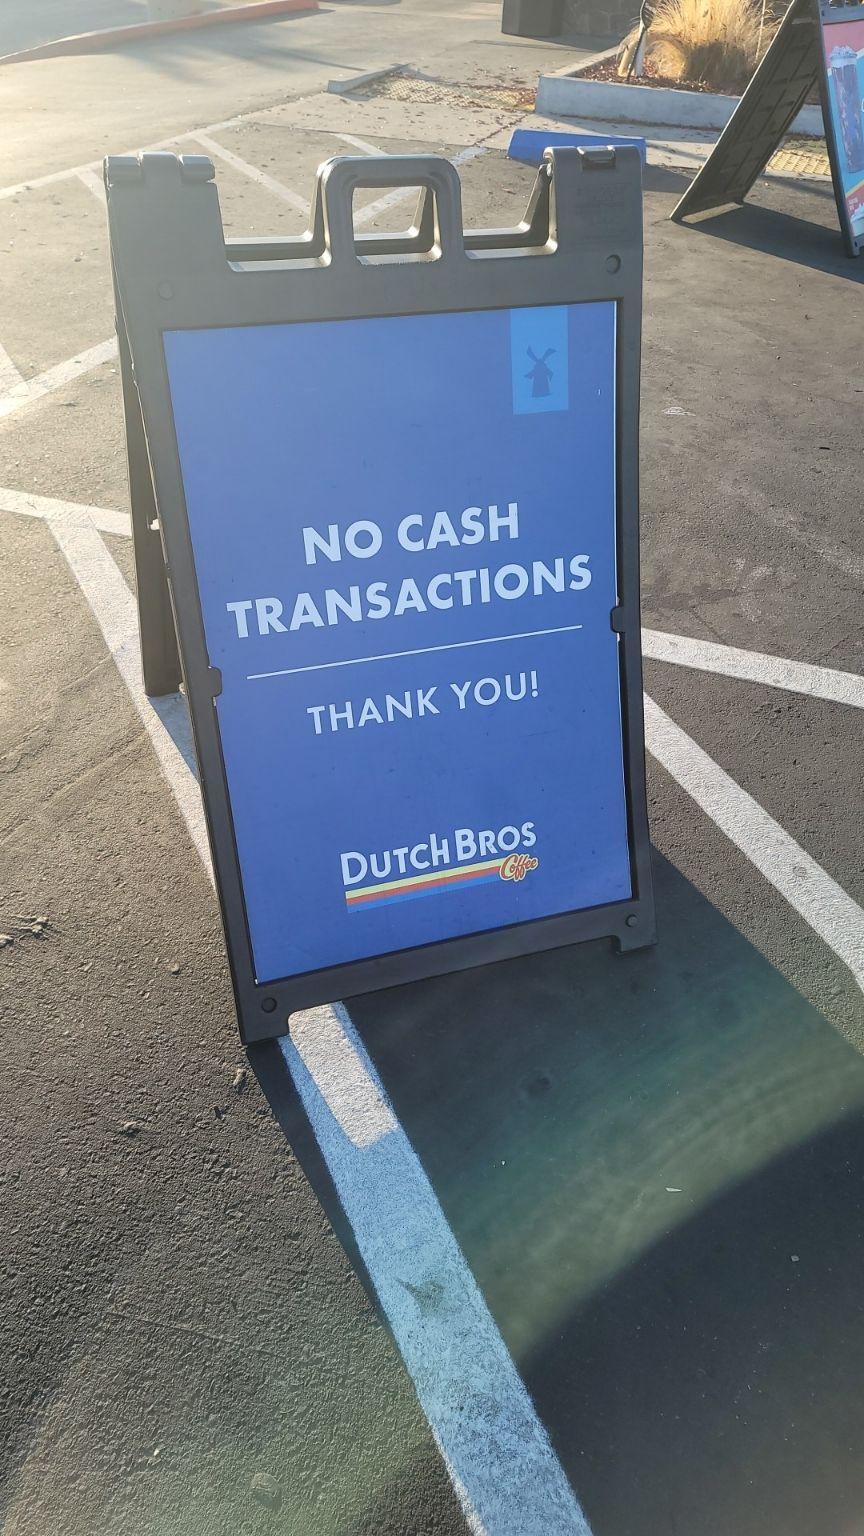 NO CASH
TRANSACTIONS
THANK YOU!
DUTCH BROS
Coffee